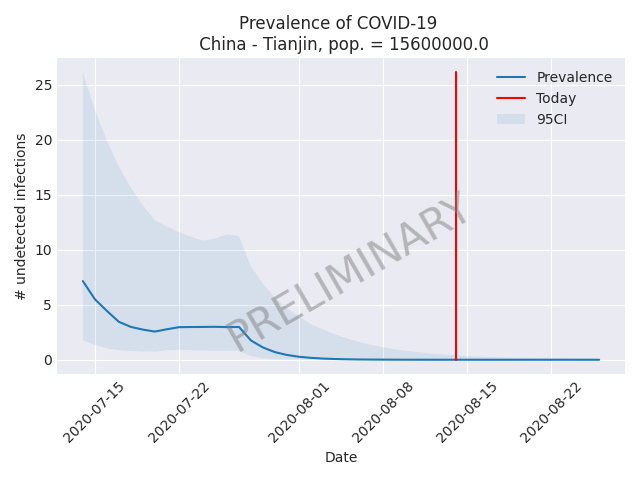 Prevalence of COVID-19
China - Tianjin, pop. = 15600000.0
# undetected infections
25
20
15
10
5
0
Prevalence
Today
95CI
PRELIMINARY
2020-07-15
2020-07-22
2020-08-01
2020-08-08
2020-08-15
2020-08-22
Date